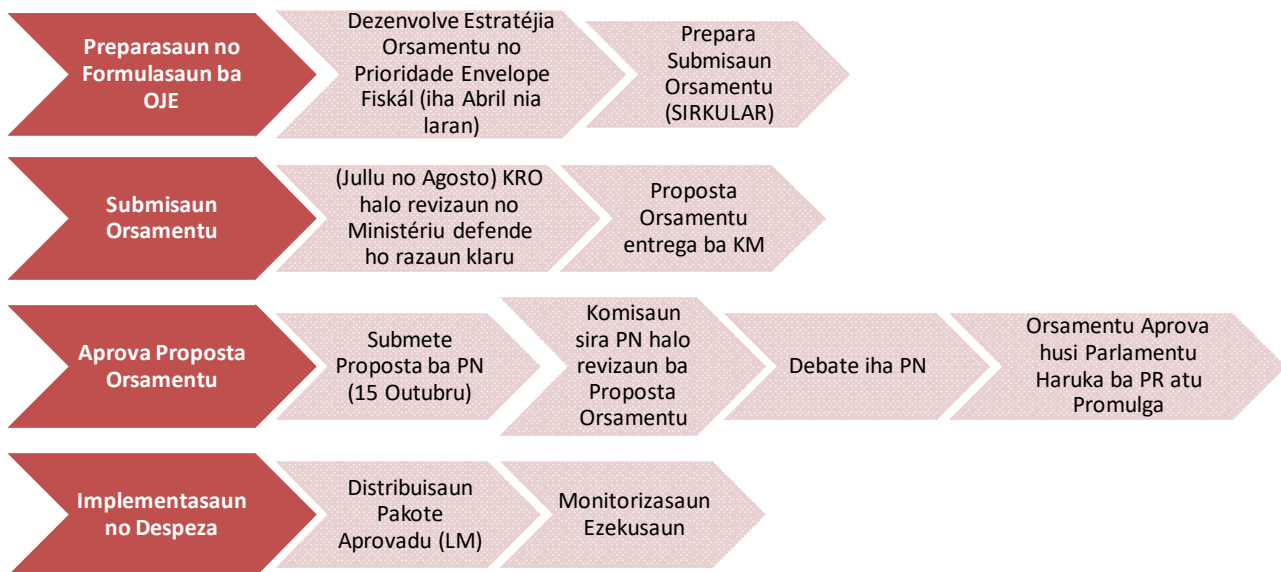 Preparasaun no
Formulasaun ba
OJE
Dezenvolve Estratéjia
Orsamentu no
Prioridade Envelope
Fiskál (iha Abril nia
laran)
Prepara
Submisaun
Orsamentu
(SIRKULAR)
Submisaun
Orsamentu
(Jullu no Agosto) KRO
halo revizaun no
Ministériu defende
ho razaun klaru
Proposta
Orsamentu
entrega ba KM
Aprova Proposta
Orsamentu
Submete
Proposta ba PN
(15 Outubru)
Komisaun
sira PN halo
revizaun ba
Proposta
Orsamentu
Debate iha PN
Orsamentu Aprova
husi Parlamentu
Haruka ba PR atu
Promulga
Implementasaun
no Despeza
Distribuisaun
Pakote
Aprovadu (LM)
Monitorizasaun
Ezekusaun